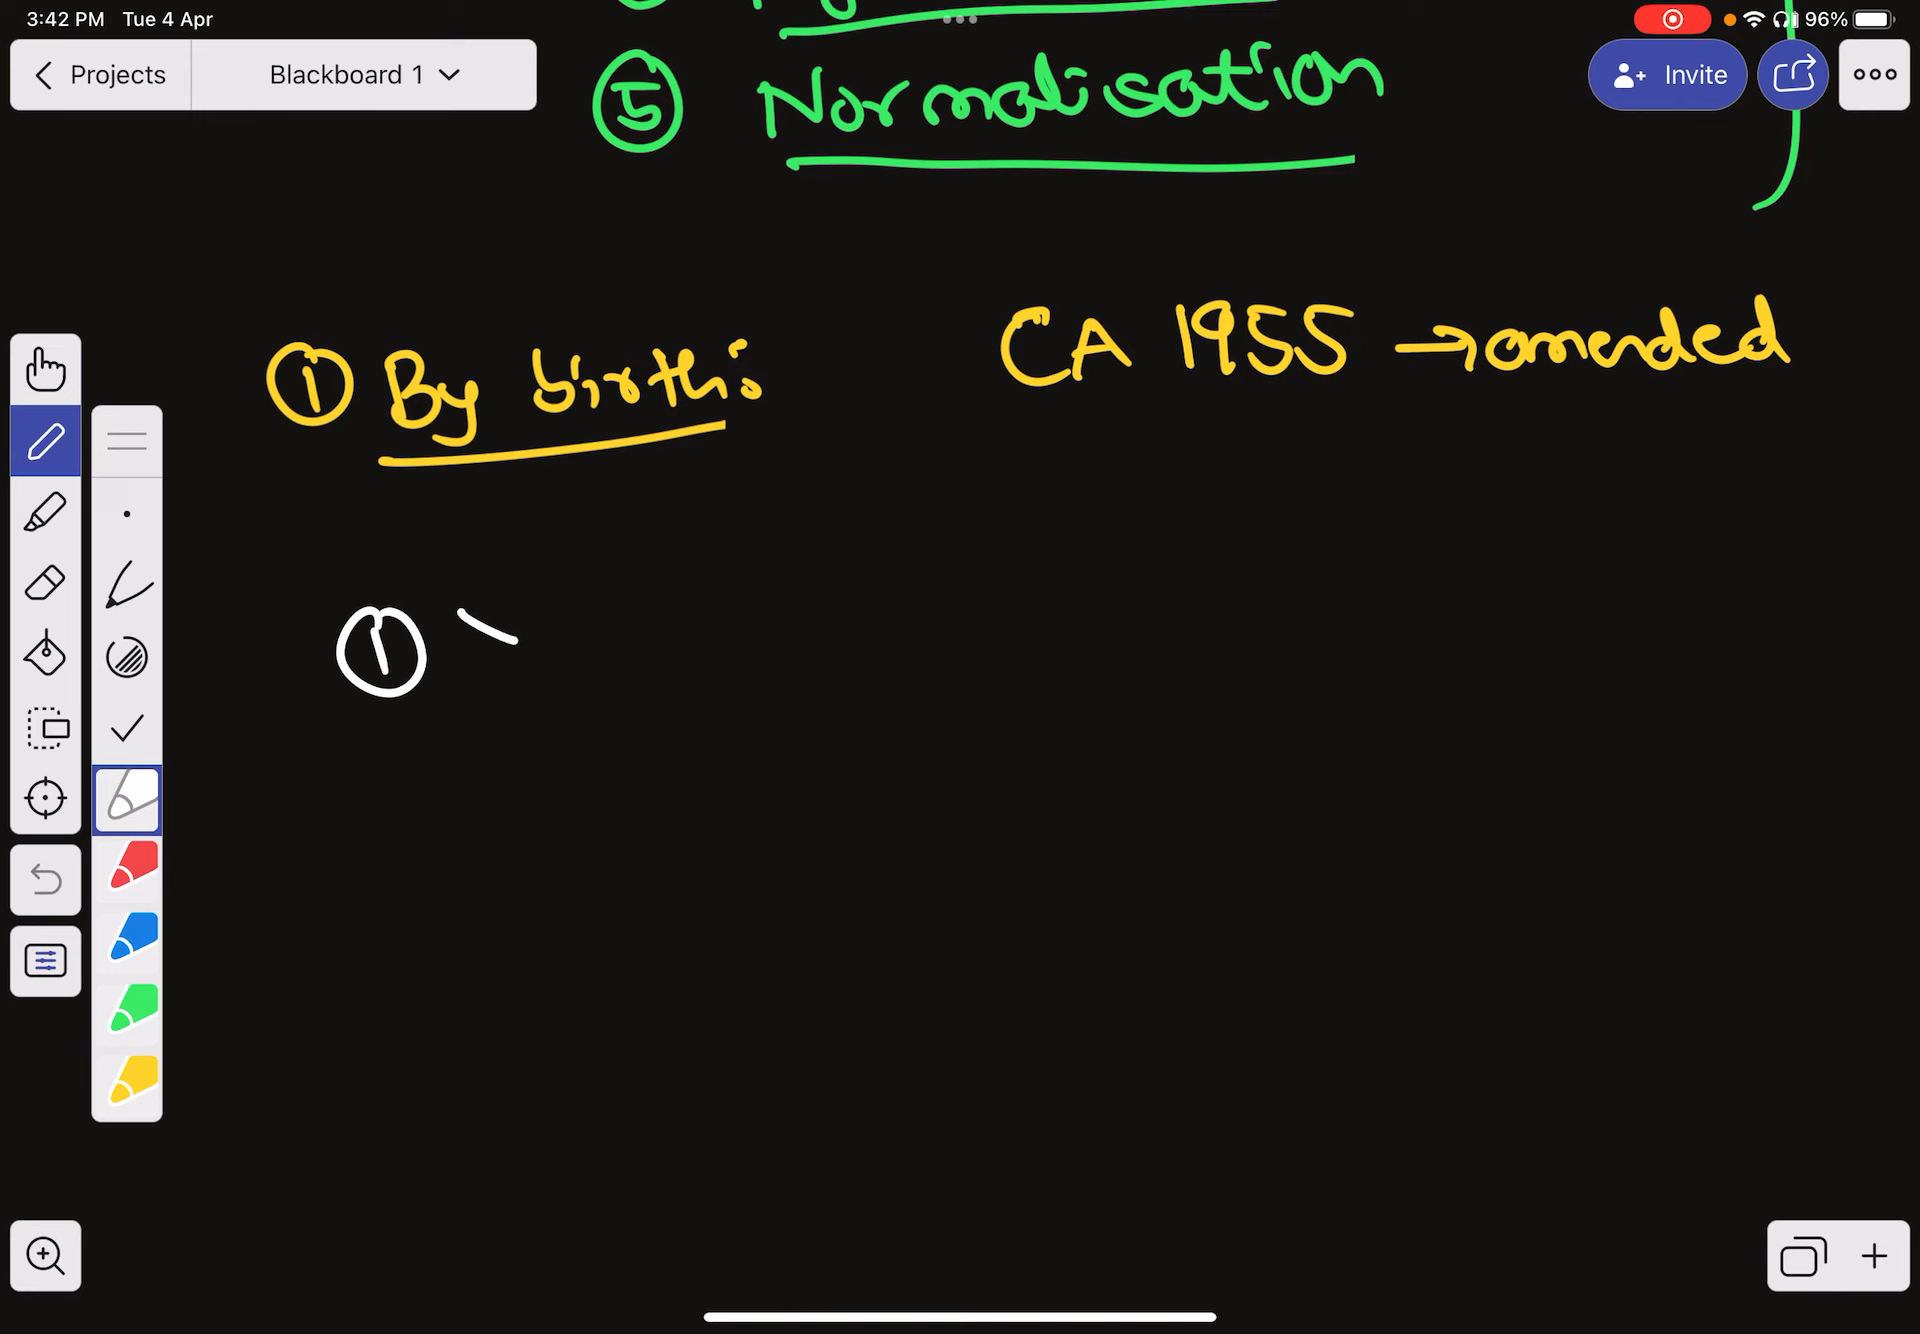 3:42 PM Tue 4 Apr
96%
Projects
Blackboard 1
Invite
5 Normalisation
CA 1955 → amended
1 By birth:
1